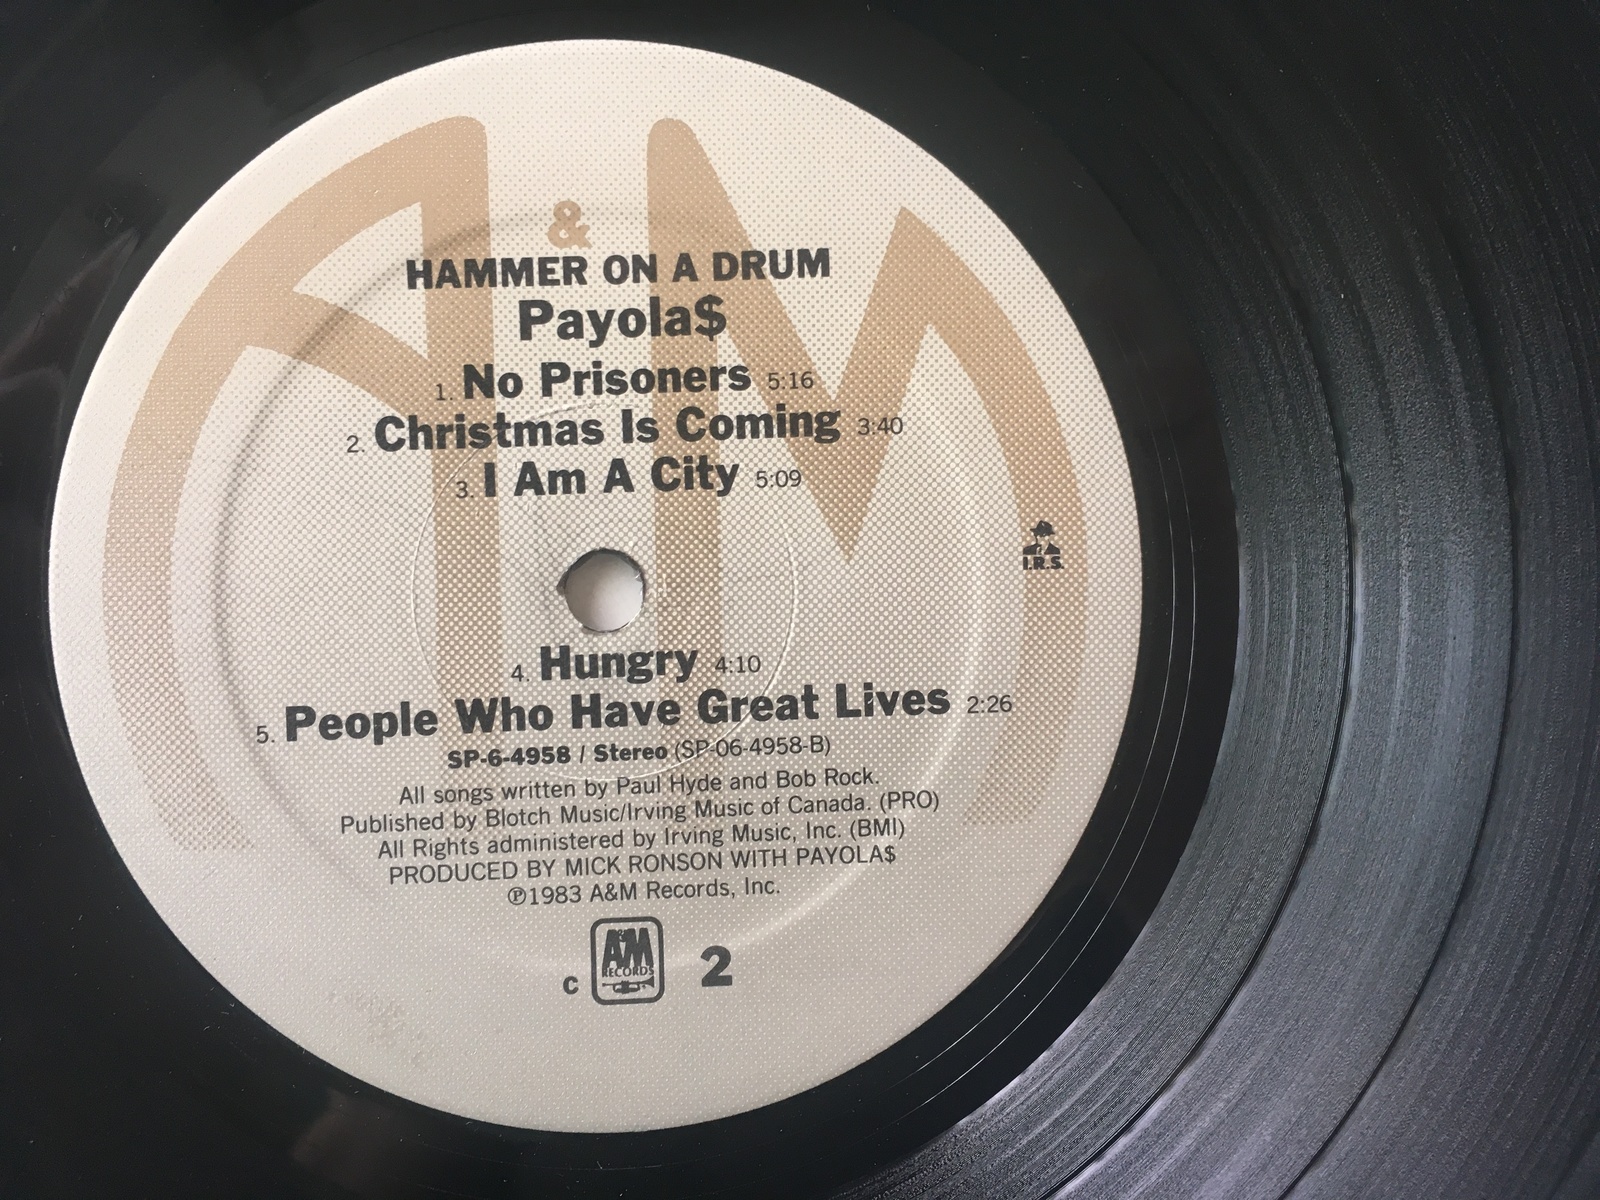 A & M
HAMMER ON A DRUM
Payola$
1. No Prisoners 5:16
2. Christmas Is Coming 3:40
3. I Am A City 5:09
I.R.S.
4. Hungry 4:10
5. People Who Have Great Lives 2:26
SP-6-4958 / Stereo (SP-06-4958-B)
All songs written by Paul Hyde and Bob Rock.
Published by Blotch Music/Irving Music of Canada. (PRO)
All Rights administered by Irving Music, Inc. (BMI)
PRODUCED BY MICK RONSON WITH PAYOLA$
℗1983 A&M Records, Inc.
C A&M RECORDS 2